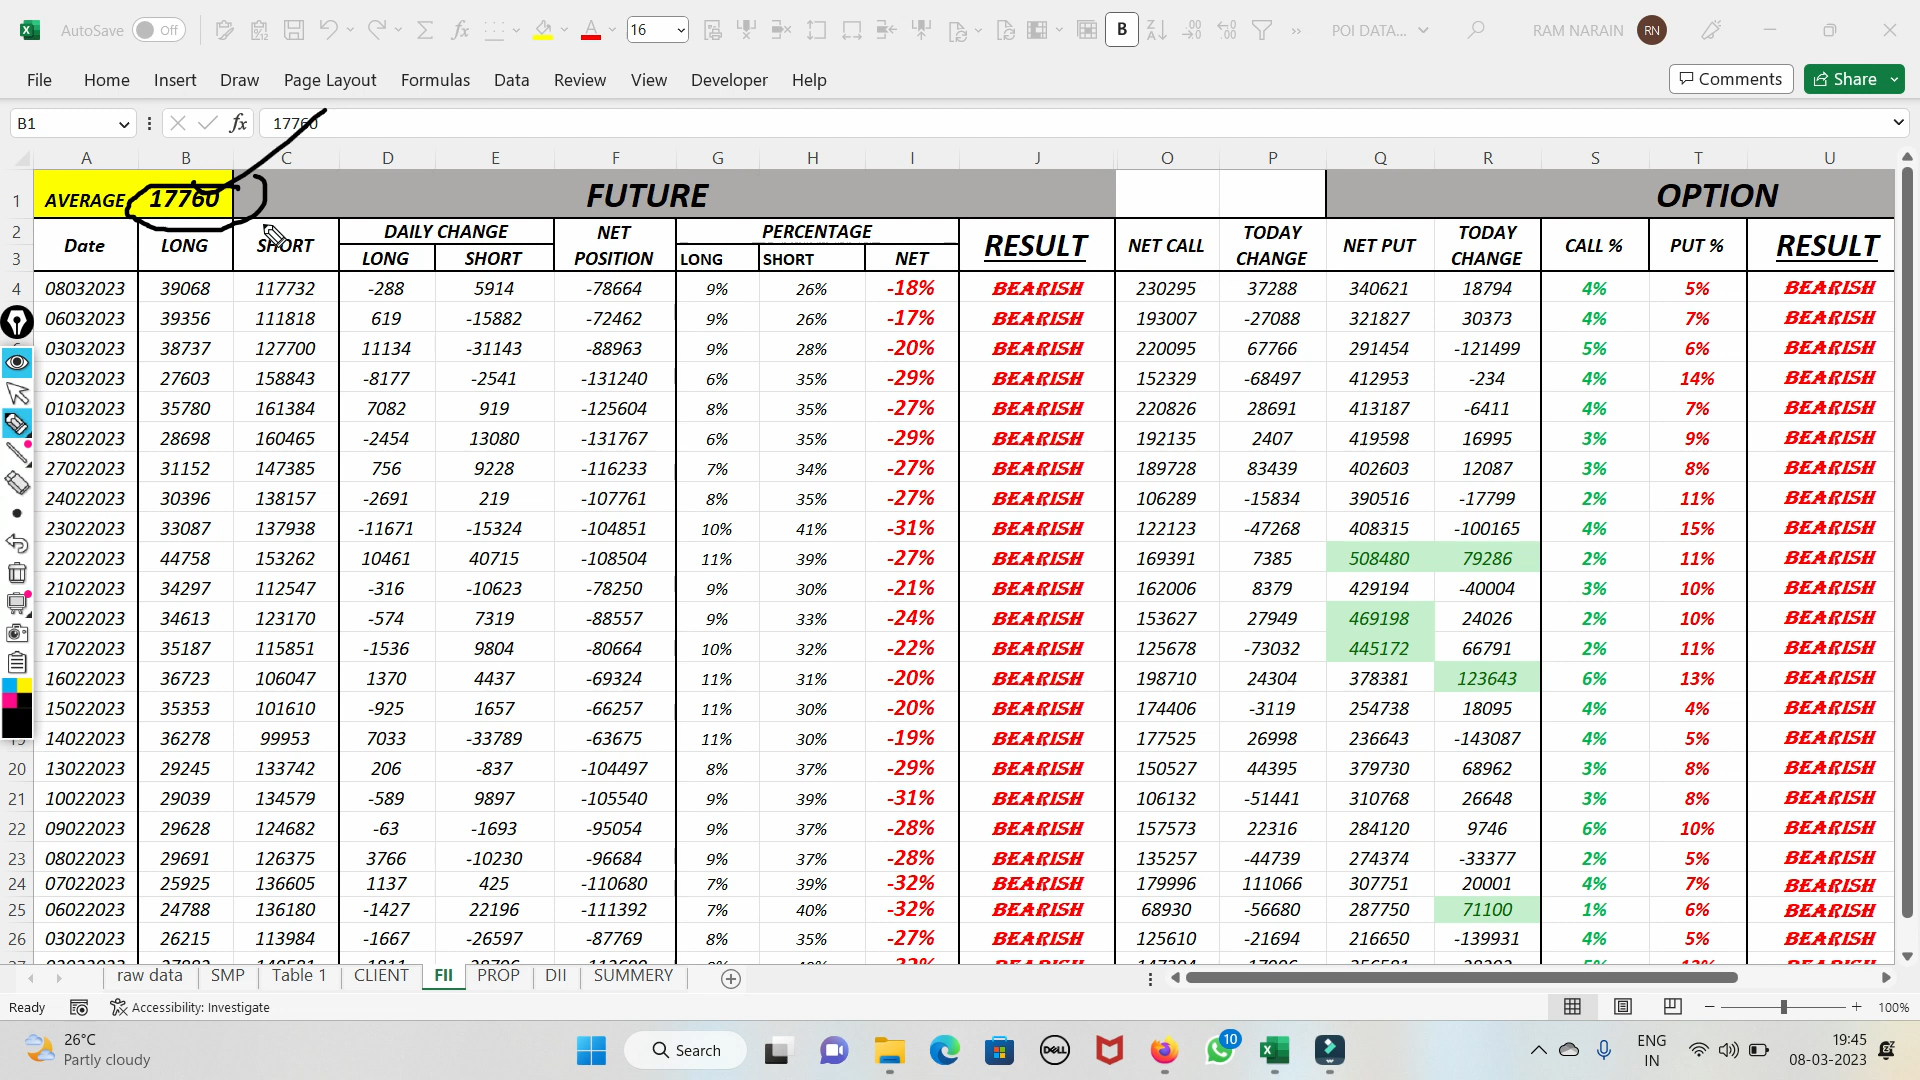 AutoSave Off 16 B POI DATA... RAM NARAIN RN
File Home Insert Draw Page Layout Formulas Data Review View Developer Help Comments Share
B1 fx 17760
A B C D E F G H I J O P Q R S T U
1 AVERAGE 17760 FUTURE OPTION
2 Date LONG SHORT DAILY CHANGE NET POSITION PERCENTAGE RESULT NET CALL TODAY CHANGE NET PUT TODAY CHANGE CALL % PUT % RESULT
3 LONG SHORT LONG SHORT NET
4 08032023 39068 117732 -288 5914 -78664 9% 26% -18% BEARISH 230295 37288 340621 18794 4% 5% BEARISH
06032023 39356 111818 619 -15882 -72462 9% 26% -17% BEARISH 193007 -27088 321827 30373 4% 7% BEARISH
03032023 38737 127700 11134 -31143 -88963 9% 28% -20% BEARISH 220095 67766 291454 -121499 5% 6% BEARISH
02032023 27603 158843 -8177 -2541 -131240 6% 35% -29% BEARISH 152329 -68497 412953 -234 4% 14% BEARISH
01032023 35780 161384 7082 919 -125604 8% 35% -27% BEARISH 220826 28691 413187 -6411 4% 7% BEARISH
28022023 28698 160465 -2454 13080 -131767 6% 35% -29% BEARISH 192135 2407 419598 16995 3% 9% BEARISH
27022023 31152 147385 756 9228 -116233 7% 34% -27% BEARISH 189728 83439 402603 12087 3% 8% BEARISH
24022023 30396 138157 -2691 219 -107761 8% 35% -27% BEARISH 106289 -15834 390516 -17799 2% 11% BEARISH
23022023 33087 137938 -11671 -15324 -104851 10% 41% -31% BEARISH 122123 -47268 408315 -100165 4% 15% BEARISH
22022023 44758 153262 10461 40715 -108504 11% 39% -27% BEARISH 169391 7385 508480 79286 2% 11% BEARISH
21022023 34297 112547 -316 -10623 -78250 9% 30% -21% BEARISH 162006 8379 429194 -40004 3% 10% BEARISH
20022023 34613 123170 -574 7319 -88557 9% 33% -24% BEARISH 153627 27949 469198 24026 2% 10% BEARISH
17022023 35187 115851 -1536 9804 -80664 10% 32% -22% BEARISH 125678 -73032 445172 66791 2% 11% BEARISH
16022023 36723 106047 1370 4437 -69324 11% 31% -20% BEARISH 198710 24304 378381 123643 6% 13% BEARISH
15022023 35353 101610 -925 1657 -66257 11% 30% -20% BEARISH 174406 -3119 254738 18095 4% 4% BEARISH
14022023 36278 99953 7033 -33789 -63675 11% 30% -19% BEARISH 177525 26998 236643 -143087 4% 5% BEARISH
20 13022023 29245 133742 206 -837 -104497 8% 37% -29% BEARISH 150527 44395 379730 68962 3% 8% BEARISH
21 10022023 29039 134579 -589 9897 -105540 9% 39% -31% BEARISH 106132 -51441 310768 26648 3% 8% BEARISH
22 09022023 29628 124682 -63 -1693 -95054 9% 37% -28% BEARISH 157573 22316 284120 9746 6% 10% BEARISH
23 08022023 29691 126375 3766 -10230 -96684 9% 37% -28% BEARISH 135257 -44739 274374 -33377 2% 5% BEARISH
24 07022023 25925 136605 1137 425 -110680 7% 39% -32% BEARISH 179996 111066 307751 20001 4% 7% BEARISH
25 06022023 24788 136180 -1427 22196 -111392 7% 40% -32% BEARISH 68930 -56680 287750 71100 1% 6% BEARISH
26 03022023 26215 113984 -1667 -26597 -87769 8% 35% -27% BEARISH 125610 -21694 216650 -139931 4% 5% BEARISH
raw data SMP Table 1 CLIENT FII PROP DII SUMMERY
Ready Accessibility: Investigate 100%
26°C Partly cloudy Search DELL 10 ENG IN 19:45 08-03-2023